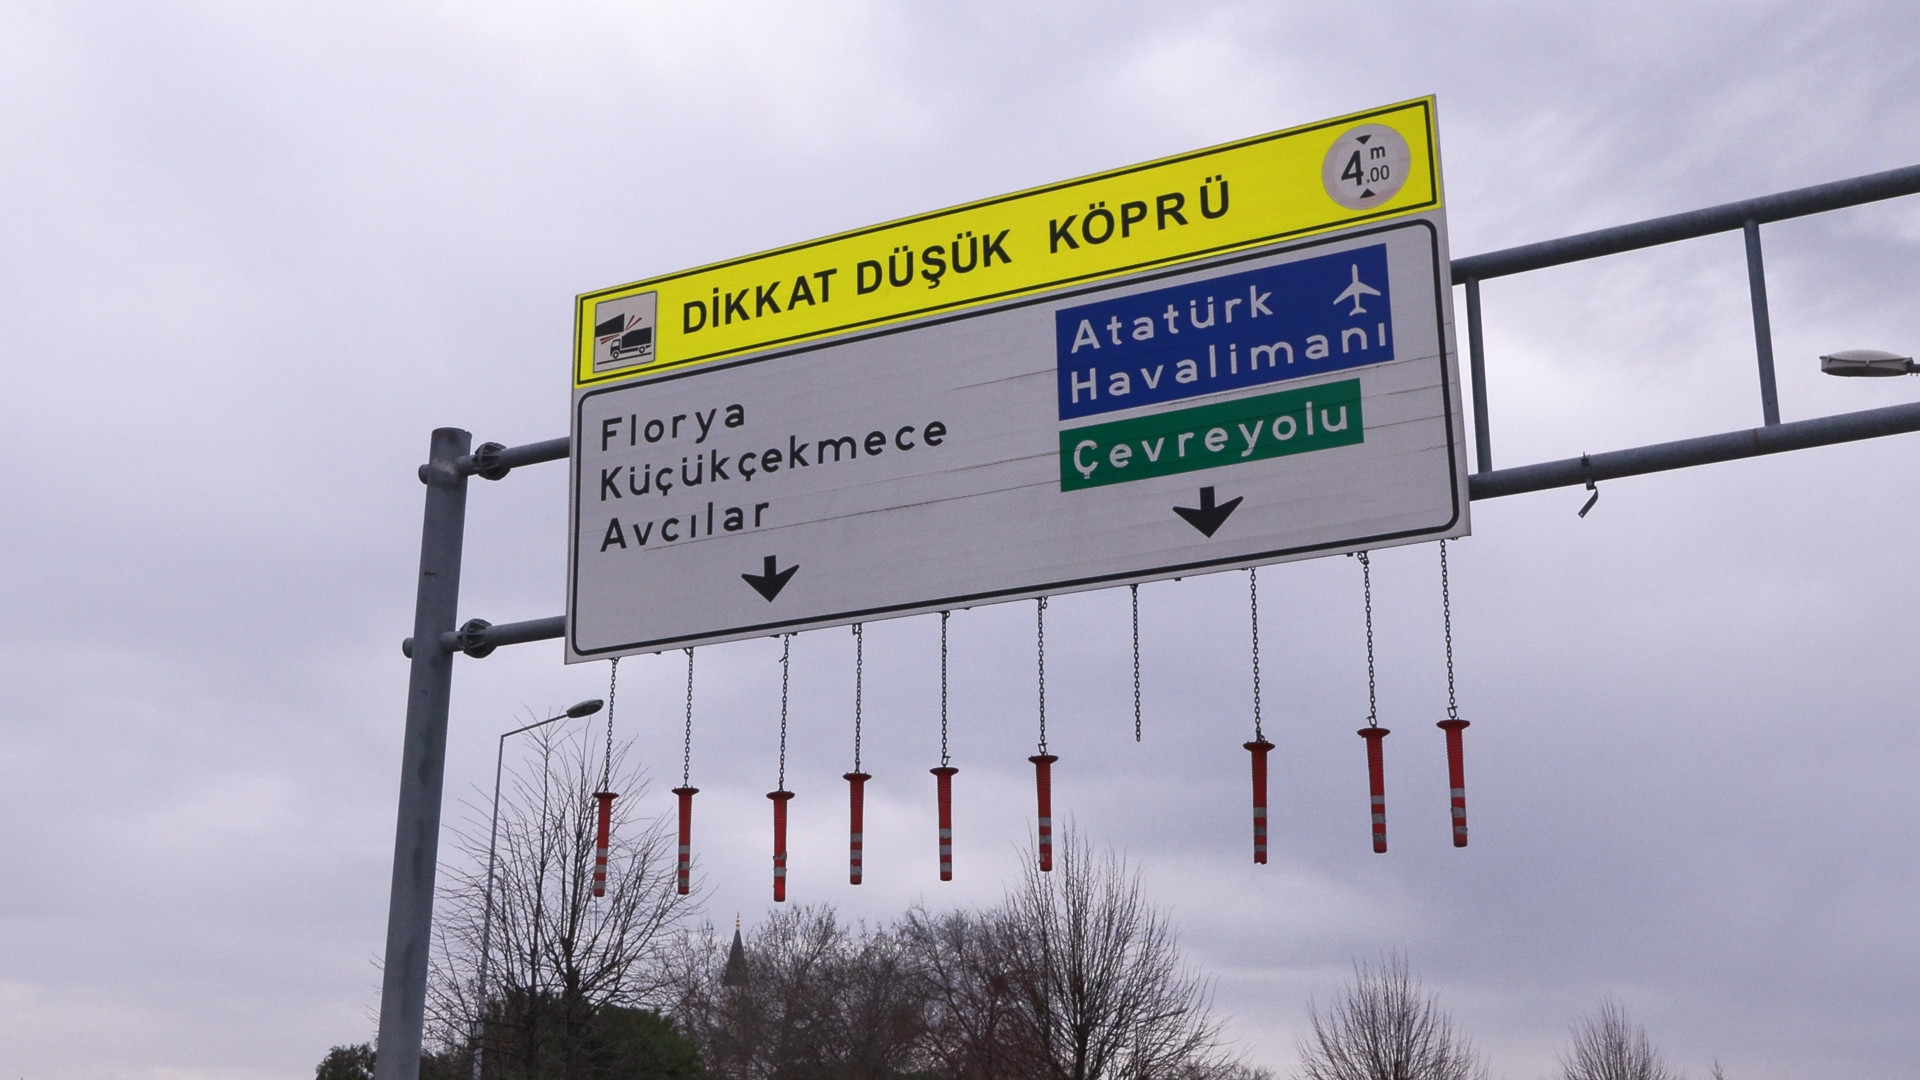 DİKKAT DÜŞÜK KÖPRÜ
4 m .00
Florya
Küçükçekmece
Avcılar
Atatürk
Havalimanı
Çevreyolu